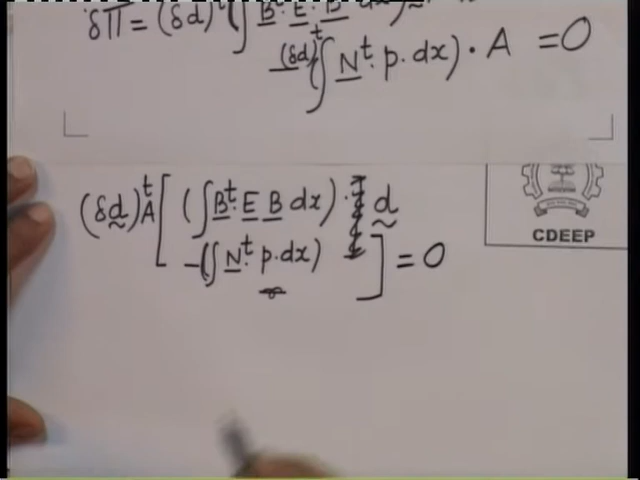 δΠ = (δd)ᵗ (∫ Bᵗ E B dx) d
(δd)ᵗ (∫ Nᵗ. p. dx) · A = 0
(δd)ᵗ A [ (∫ Bᵗ E B dx) · d
-(∫ Nᵗ p. dx) ] = 0
CDEEP